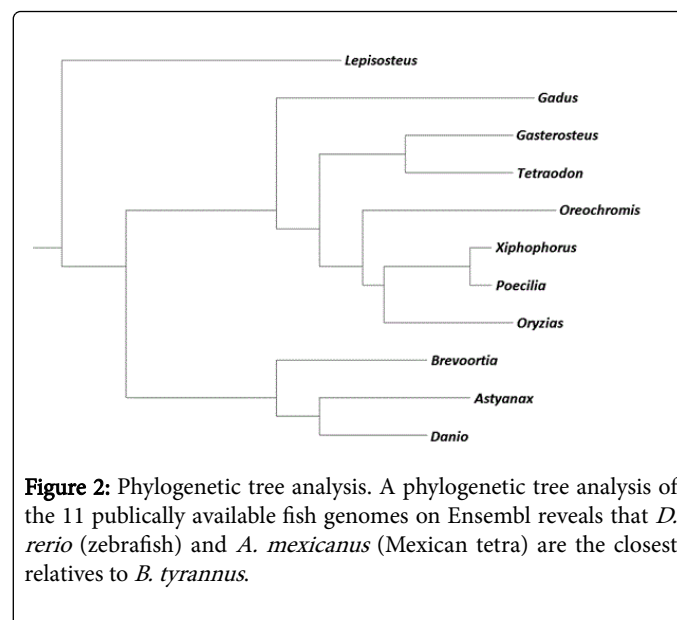 Lepisosteus
Gadus
Gasterosteus
Tetraodon
Oreochromis
Xiphophorus
Poecilia
Oryzias
Brevoortia
Astyanax
Danio
Figure 2: Phylogenetic tree analysis. A phylogenetic tree analysis of
the 11 publically available fish genomes on Ensembl reveals that D.
rerio (zebrafish) and A. mexicanus (Mexican tetra) are the closest
relatives to B. tyrannus.